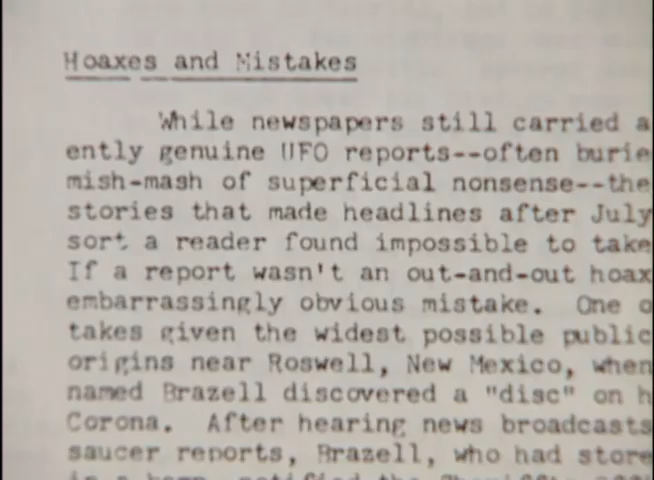 Hoaxes and Mistakes
While newspapers still carried a
ently genuine UFO reports--often burie
mish-mash of superficial nonsense--the
stories that made headlines after July
sort a reader found impossible to take
If a report wasn't an out-and-out hoax
embarrassingly obvious mistake. One o
takes given the widest possible public
origins near Roswell, New Mexico, when
named Brazell discovered a "disc" on h
Corona. After hearing news broadcasts
saucer reports, Brazell, who had store